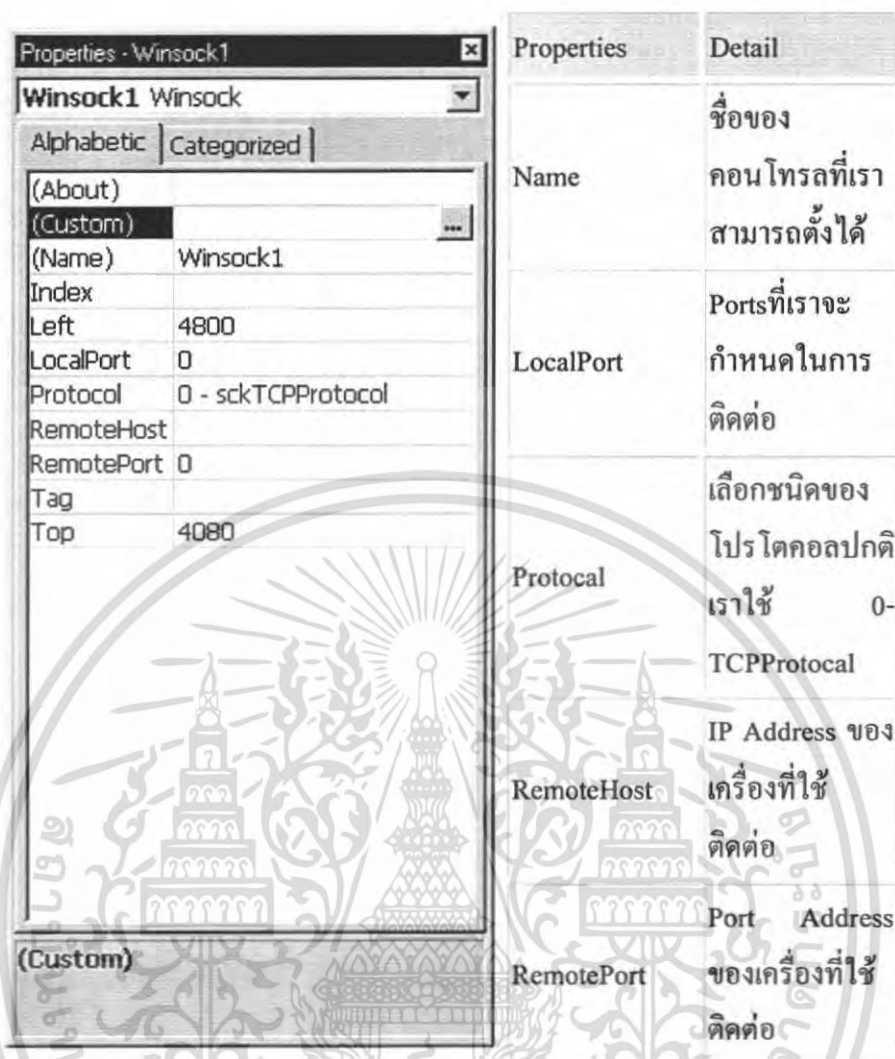 Properties - Winsock1
Winsock1 Winsock
Alphabetic Categorized
(About)
(Custom) ...
(Name) Winsock1
Index
Left 4800
LocalPort 0
Protocol 0 - sckTCPProtocol
RemoteHost
RemotePort 0
Tag
Top 4080
(Custom)
Properties Detail
Name
ชื่อของ
คอนโทรลที่เรา
สามารถตั้งได้
LocalPort
Portsที่เราจะ
กำหนดในการ
ติดต่อ
Protocal
เลือกชนิดของ
โปรโตคอลปกติ
เราใช้ 0-
TCPProtocal
RemoteHost
IP Address ของ
เครื่องที่ใช้
ติดต่อ
RemotePort
Port Address
ของเครื่องที่ใช้
ติดต่อ